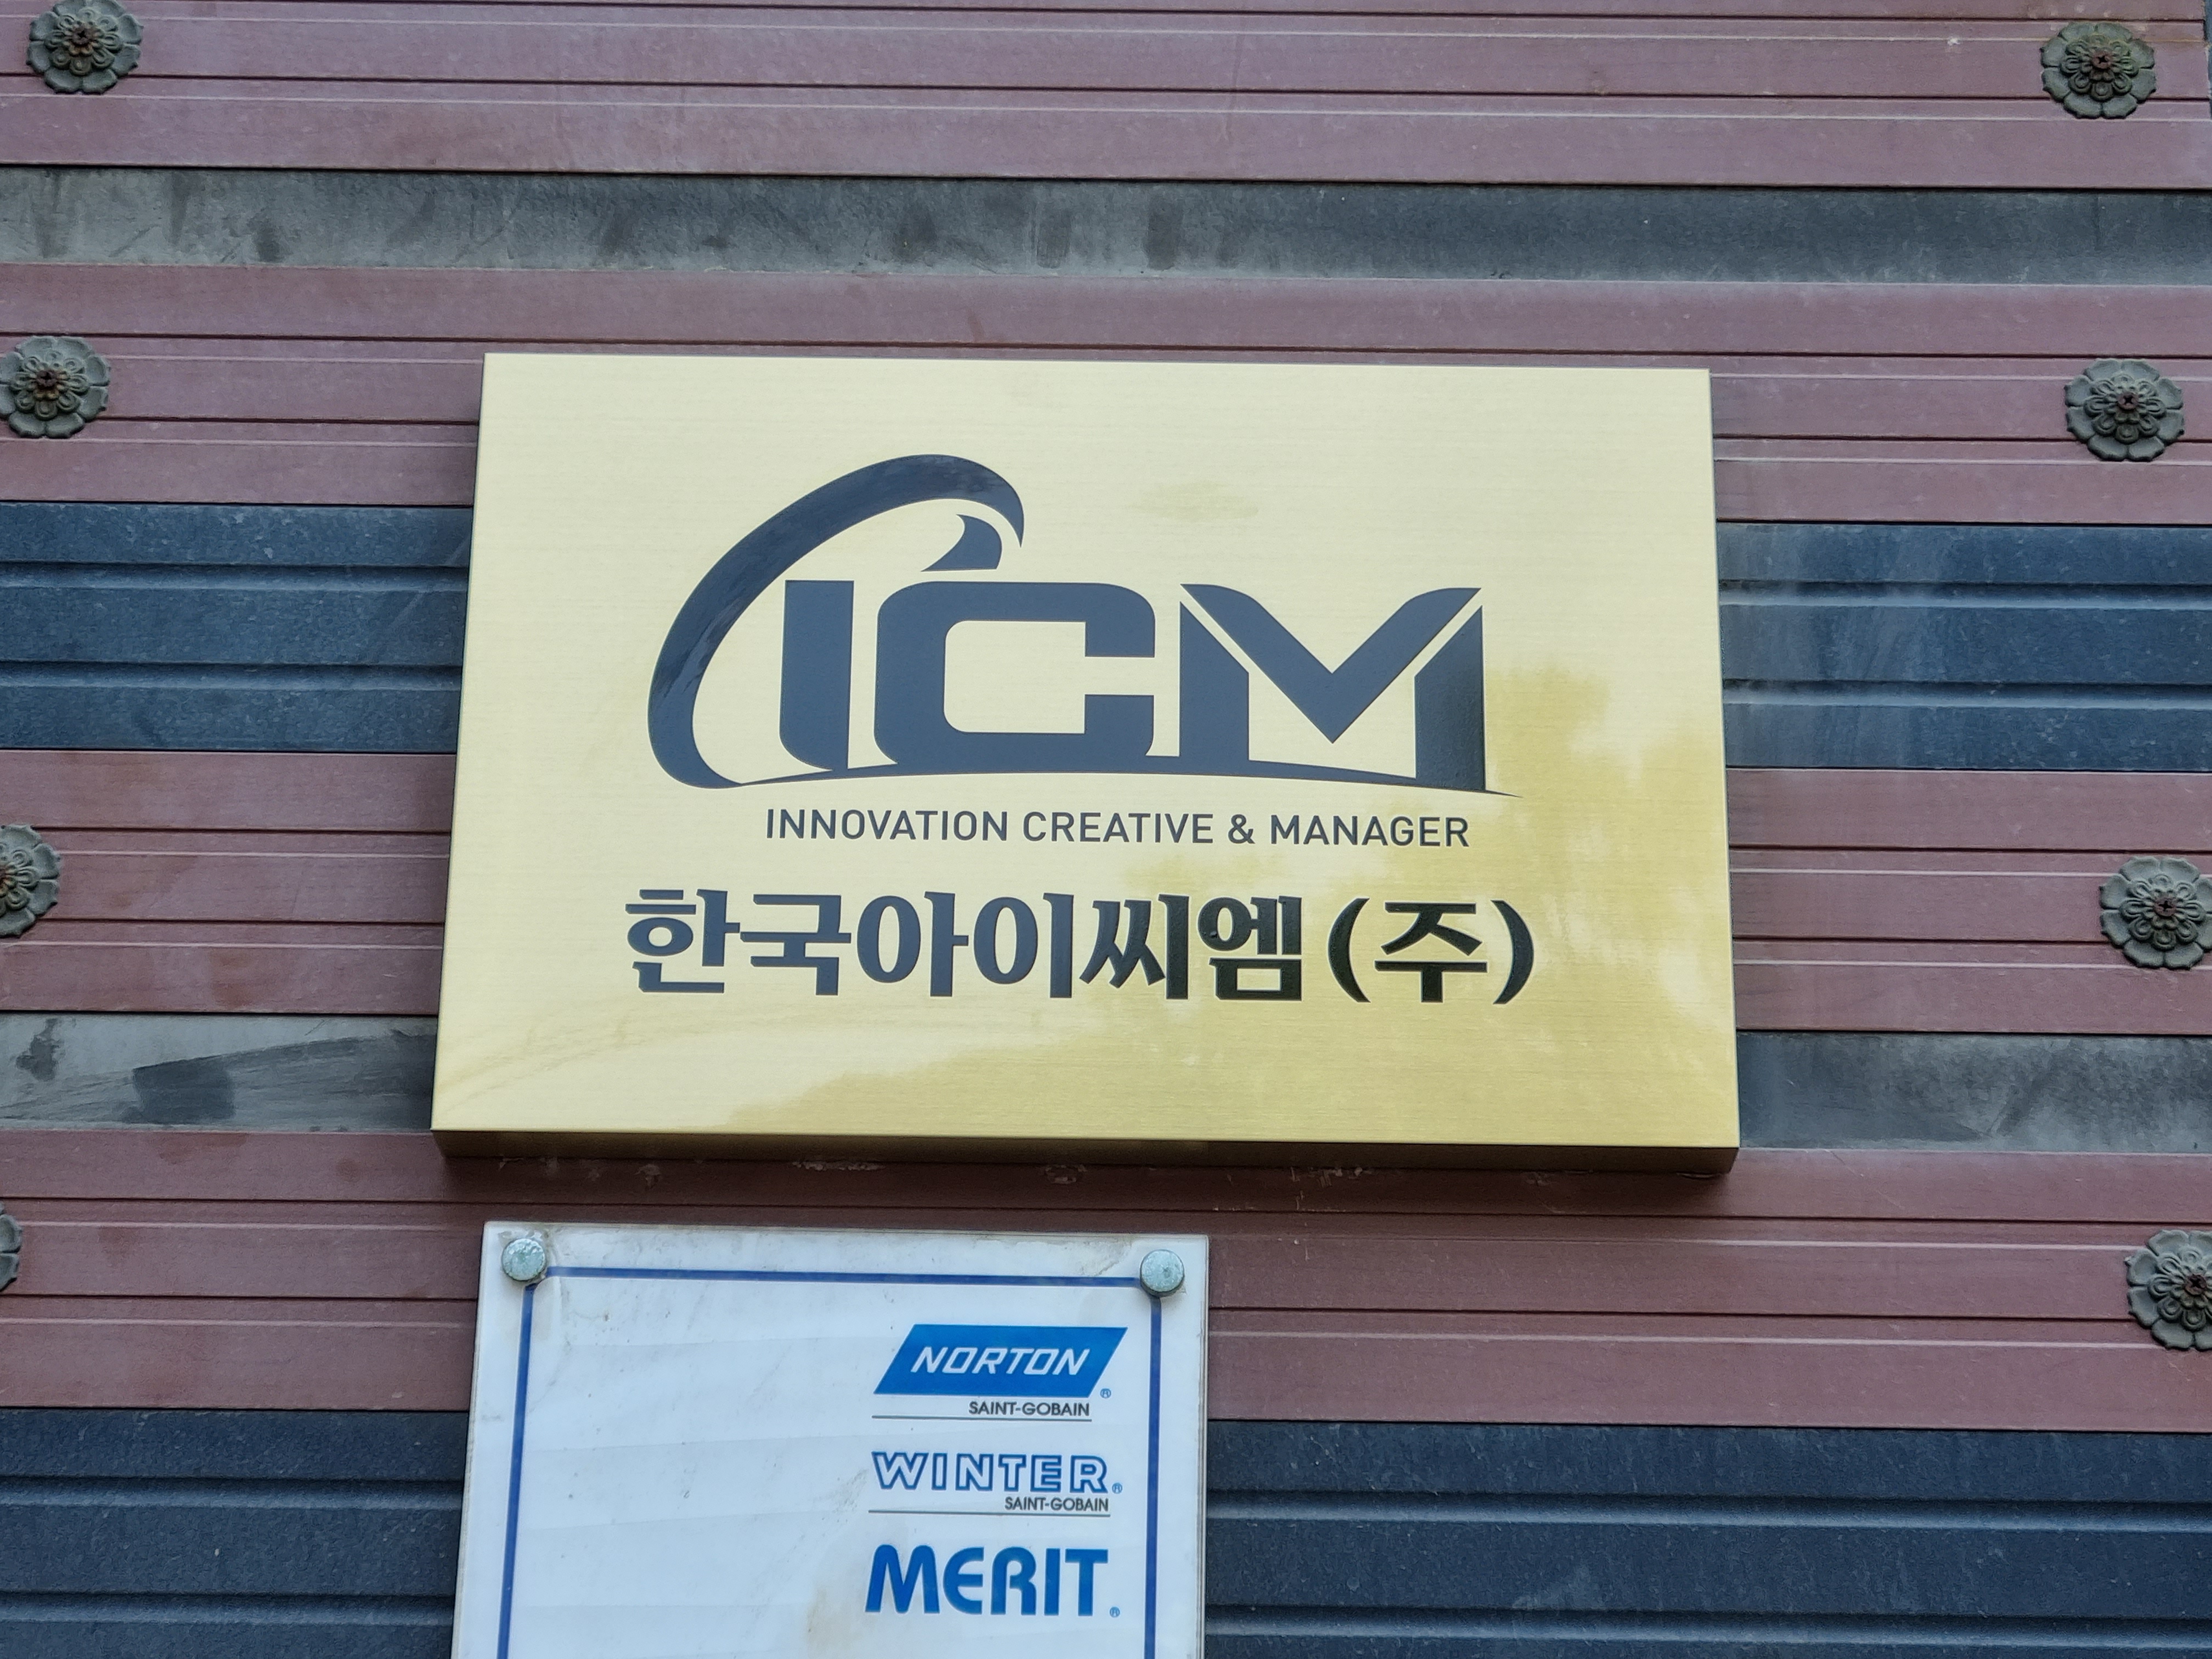 ICM
INNOVATION CREATIVE & MANAGER
한국아이씨엠(주)
NORTON®
SAINT-GOBAIN
WINTER®
SAINT-GOBAIN
MERIT®